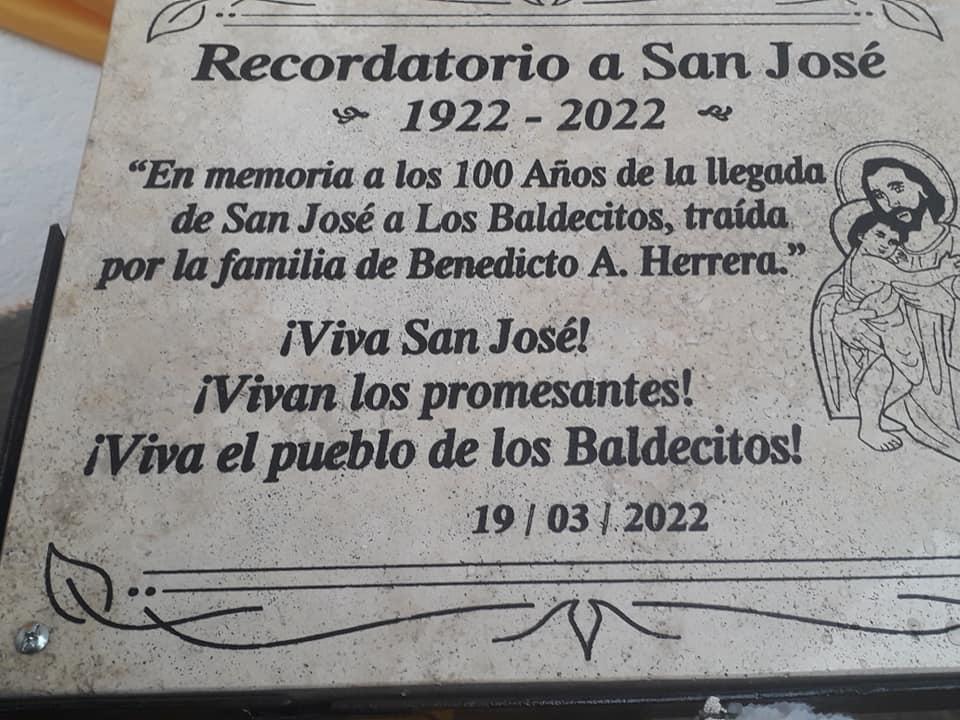 Recordatorio a San José
1922 - 2022
“En memoria a los 100 Años de la llegada
de San José a Los Baldecitos, traída
por la familia de Benedicto A. Herrera.”
¡Viva San José!
¡Vivan los promesantes!
¡Viva el pueblo de los Baldecitos!
19 / 03 / 2022